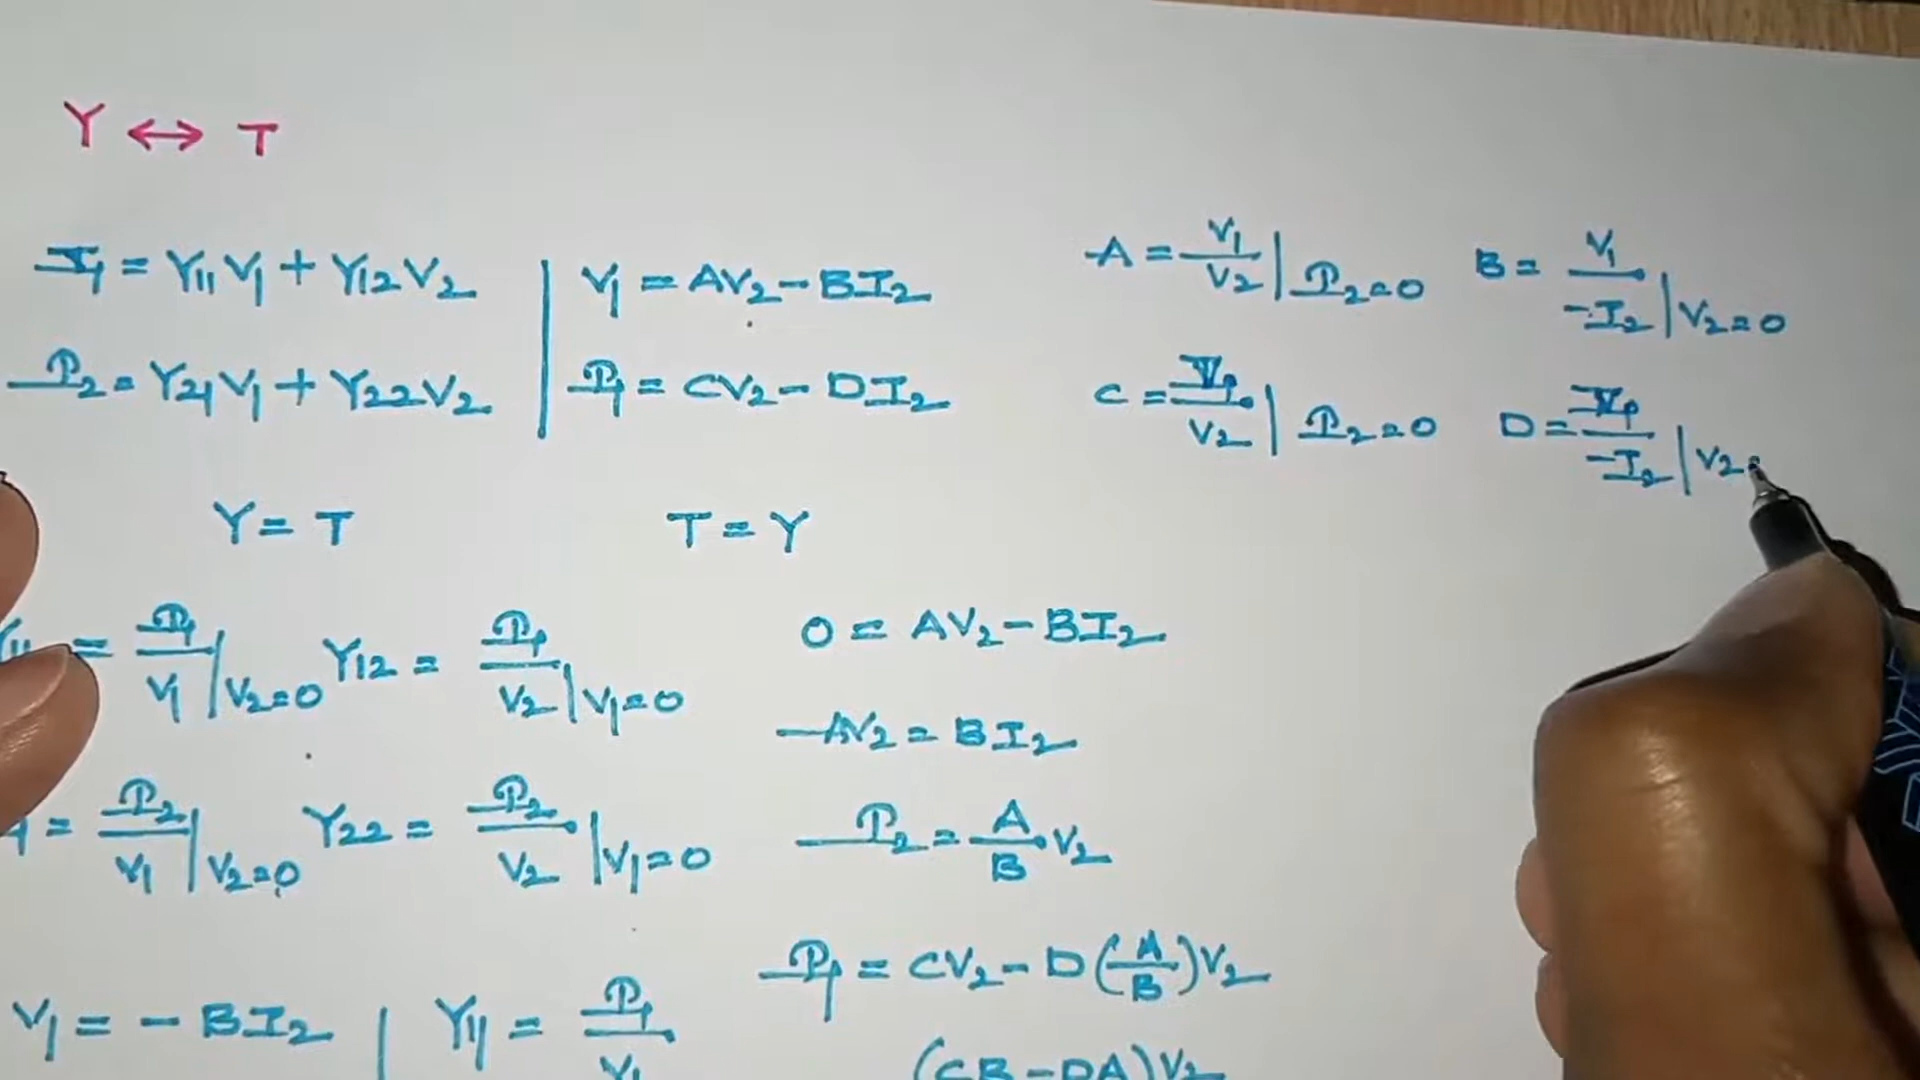 Y ↔ T
I1 = Y11 V1 + Y12 V2 | V1 = AV2 - BI2
I2 = Y21 V1 + Y22 V2 | I1 = CV2 - DI2
A = V1/V2 | I2=0 B = V1/-I2 | V2=0
C = I1/V2 | I2=0 D = I1/-I2 | V2=
Y = T T = Y
= I1/V1 | V2=0 Y12 = I1/V2 | V1=0
= I2/V1 | V2=0 Y22 = I2/V2 | V1=0
V1 = - BI2 | Y11 = I1/V1
0 = AV2 - BI2
-AV2 = BI2
I2 = A/B V2
I1 = CV2 - D(A/B)V2
(CB - DA)V2